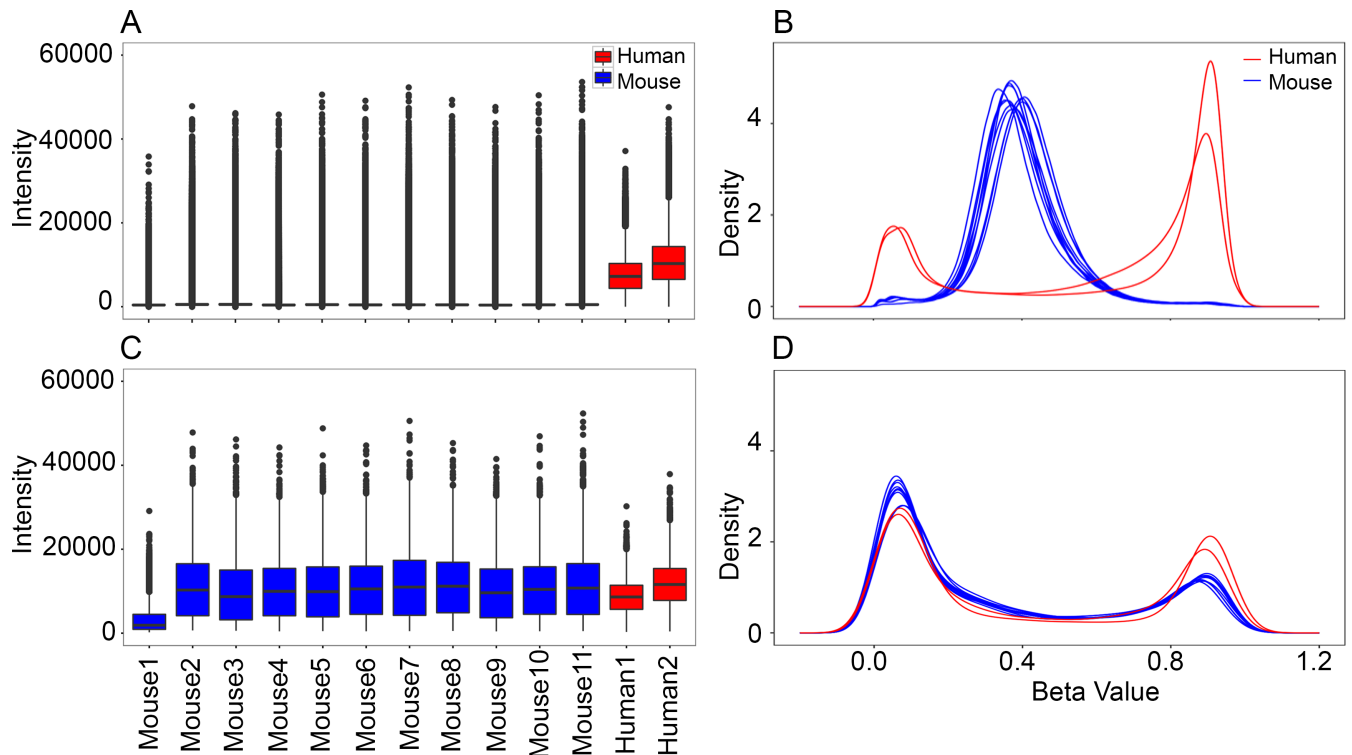 A
60000
40000
20000
0
Intensity
Human
Mouse
B
4
2
0
Density
Human
Mouse
C
60000
40000
20000
0
Intensity
Mouse1
Mouse2
Mouse3
Mouse4
Mouse5
Mouse6
Mouse7
Mouse8
Mouse9
Mouse10
Mouse11
Human1
Human2
D
4
2
0
Density
0.0 0.4 0.8 1.2
Beta Value